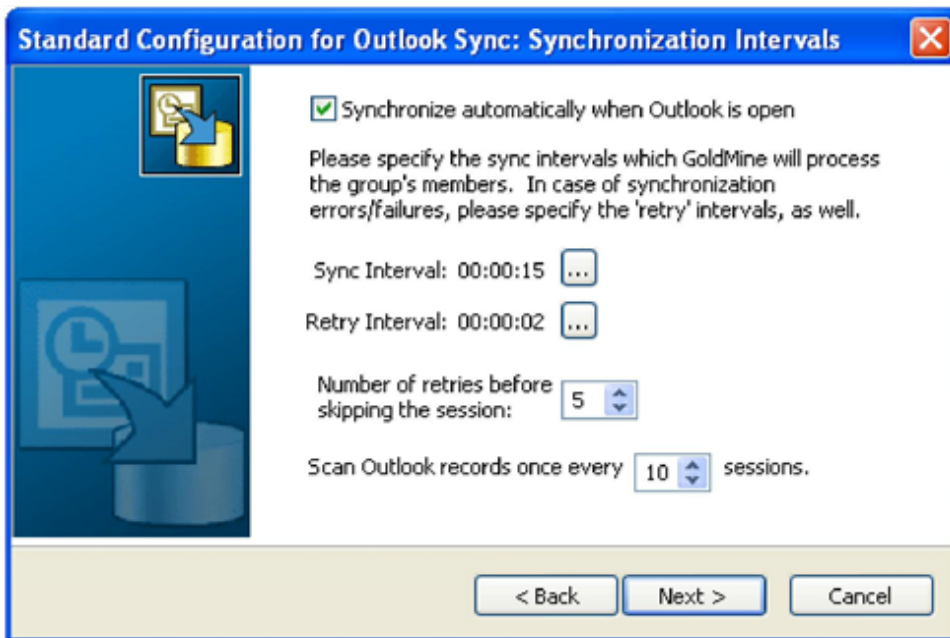 Standard Configuration for Outlook Sync: Synchronization Intervals
Synchronize automatically when Outlook is open
Please specify the sync intervals which GoldMine will process
the group's members. In case of synchronization
errors/failures, please specify the 'retry' intervals, as well.
Sync Interval: 00:00:15 ...
Retry Interval: 00:00:02 ...
Number of retries before
skipping the session: 5
Scan Outlook records once every 10 sessions.
< Back Next > Cancel